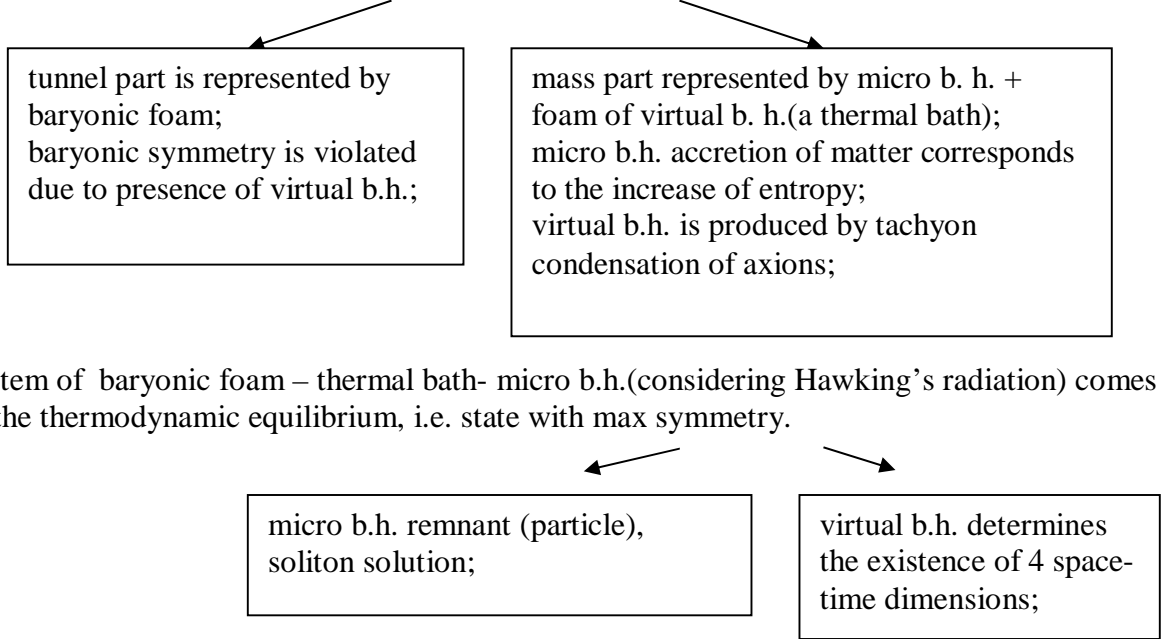 tunnel part is represented by
baryonic foam;
baryonic symmetry is violated
due to presence of virtual b.h.;
mass part represented by micro b. h. +
foam of virtual b. h.(a thermal bath);
micro b.h. accretion of matter corresponds
to the increase of entropy;
virtual b.h. is produced by tachyon
condensation of axions;
tem of baryonic foam – thermal bath- micro b.h.(considering Hawking's radiation) comes
the thermodynamic equilibrium, i.e. state with max symmetry.
micro b.h. remnant (particle),
soliton solution;
virtual b.h. determines
the existence of 4 space-
time dimensions;